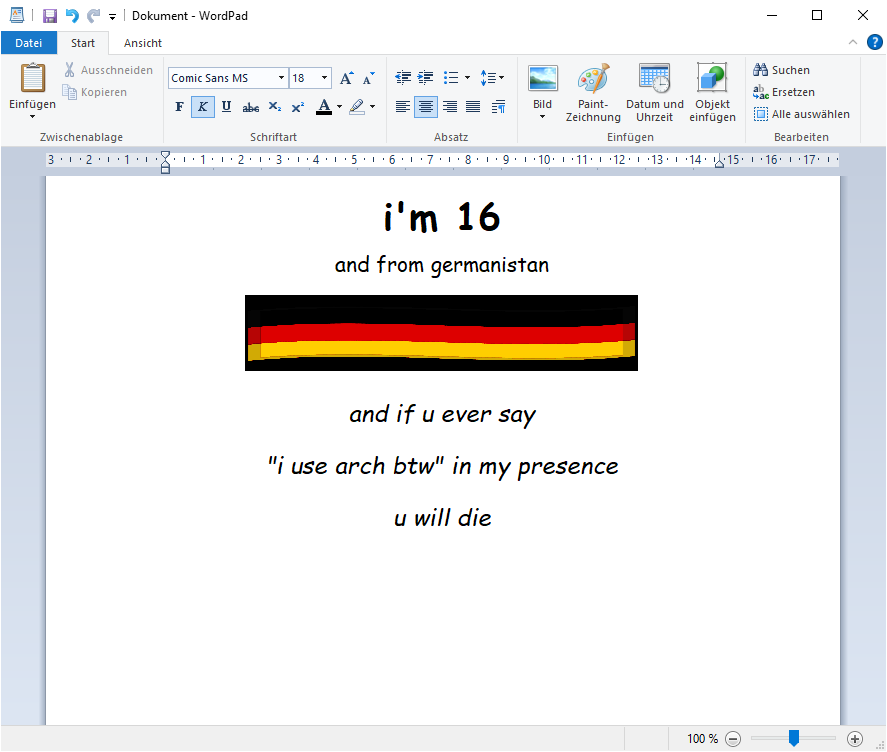 Dokument - WordPad
Datei Start Ansicht
Einfügen
Ausschneiden
Kopieren
Zwischenablage
Comic Sans MS 18 A A
F K U abc X₂ X² A
Schriftart
Absatz
Bild
Paint-
Zeichnung
Datum und
Uhrzeit
Objekt
einfügen
Einfügen
Suchen
Ersetzen
Alle auswählen
Bearbeiten
3 2 1 1 2 3 4 5 6 7 8 9 10 11 12 13 14 15 16 17
i'm 16
and from germanistan
and if u ever say
"i use arch btw" in my presence
u will die
100 %